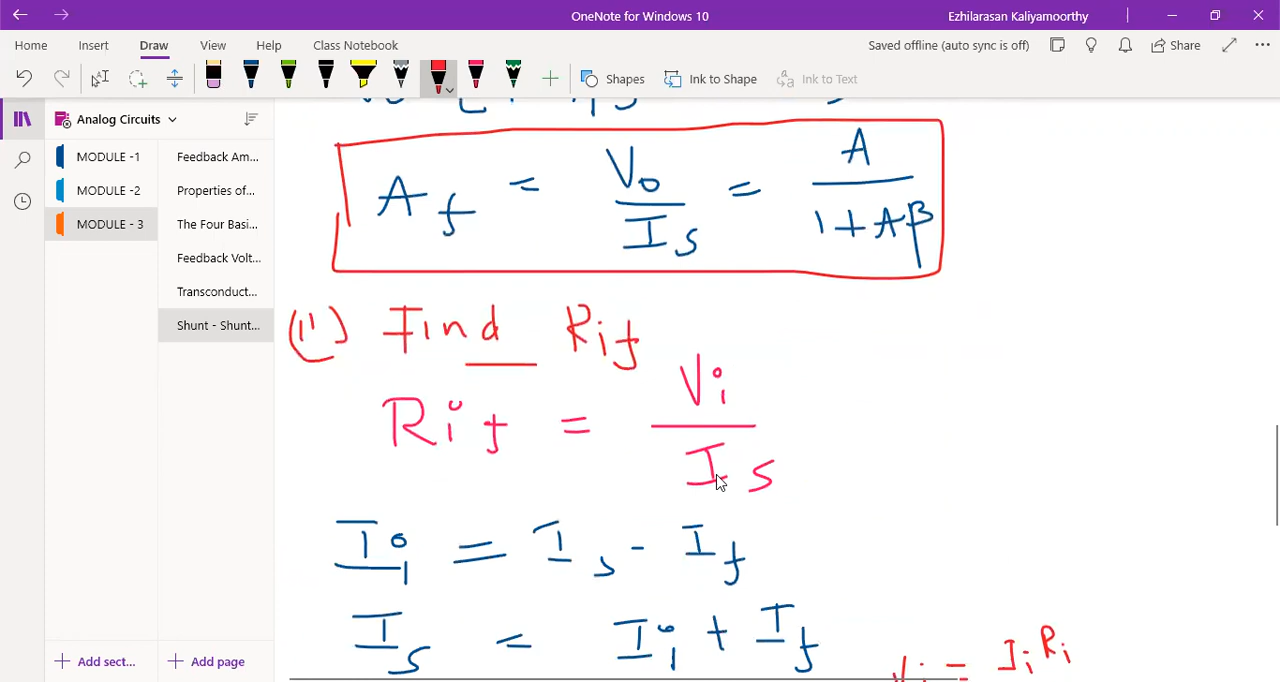 OneNote for Windows 10
Ezhilarasan Kaliyamoorthy
Home Insert Draw View Help Class Notebook
Saved offline (auto sync is off) Share
Shapes Ink to Shape Ink to Text
Analog Circuits
MODULE -1
MODULE -2
MODULE - 3
Feedback Am...
Properties of...
The Four Basi...
Feedback Volt...
Transconduct...
Shunt - Shunt...
Af = Vo/Is = A/(1+Aβ)
(ii) Find Rif
Rif = Vi/Is
Ii = Is - If
Is = Ii + If
Vi = Ii Ri
+ Add sect...
+ Add page